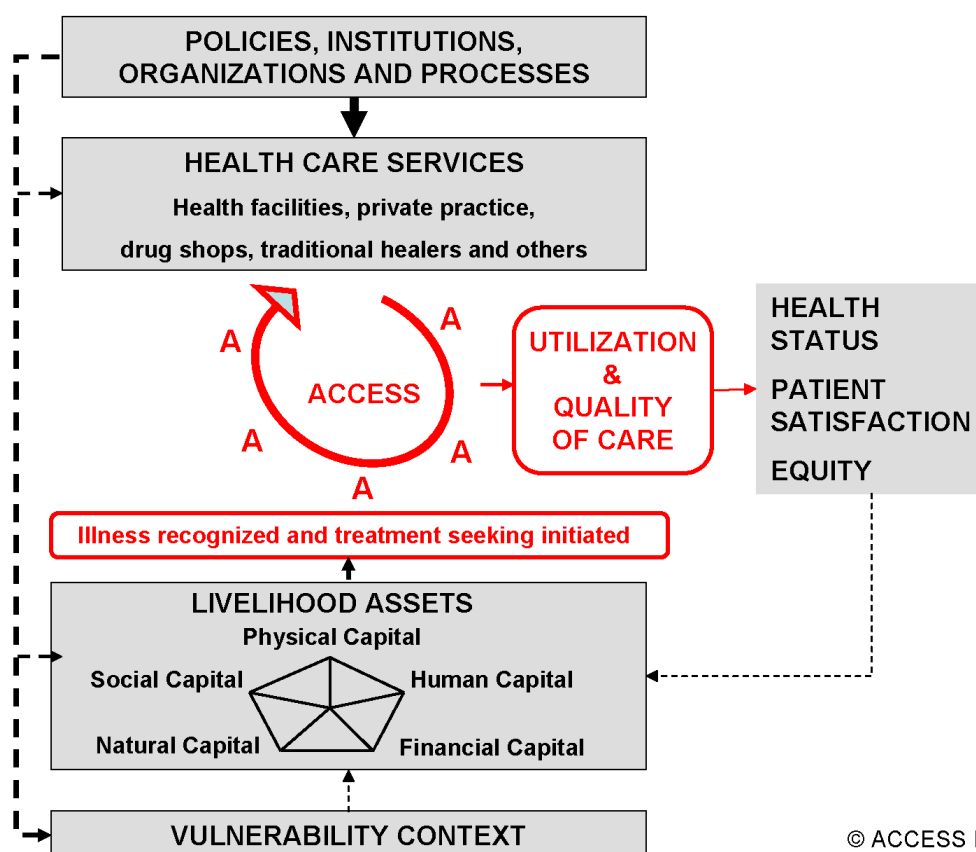 POLICIES, INSTITUTIONS,
ORGANIZATIONS AND PROCESSES
HEALTH CARE SERVICES
Health facilities, private practice,
drug shops, traditional healers and others
A
A
A
A
A
ACCESS
UTILIZATION
&
QUALITY
OF CARE
HEALTH
STATUS
PATIENT
SATISFACTION
EQUITY
Illness recognized and treatment seeking initiated
LIVELIHOOD ASSETS
Physical Capital
Social Capital
Human Capital
Natural Capital
Financial Capital
VULNERABILITY CONTEXT
© ACCESS